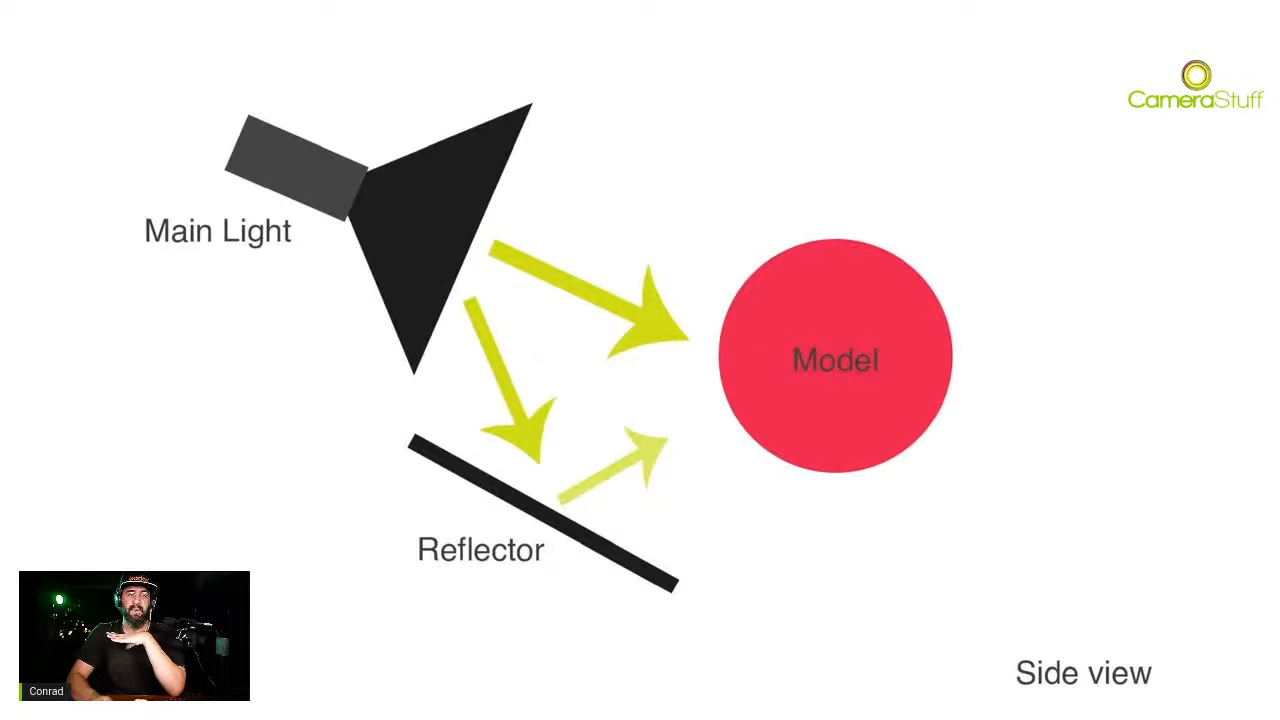 CameraStuff
Main Light
Model
Reflector
Side view
Conrad